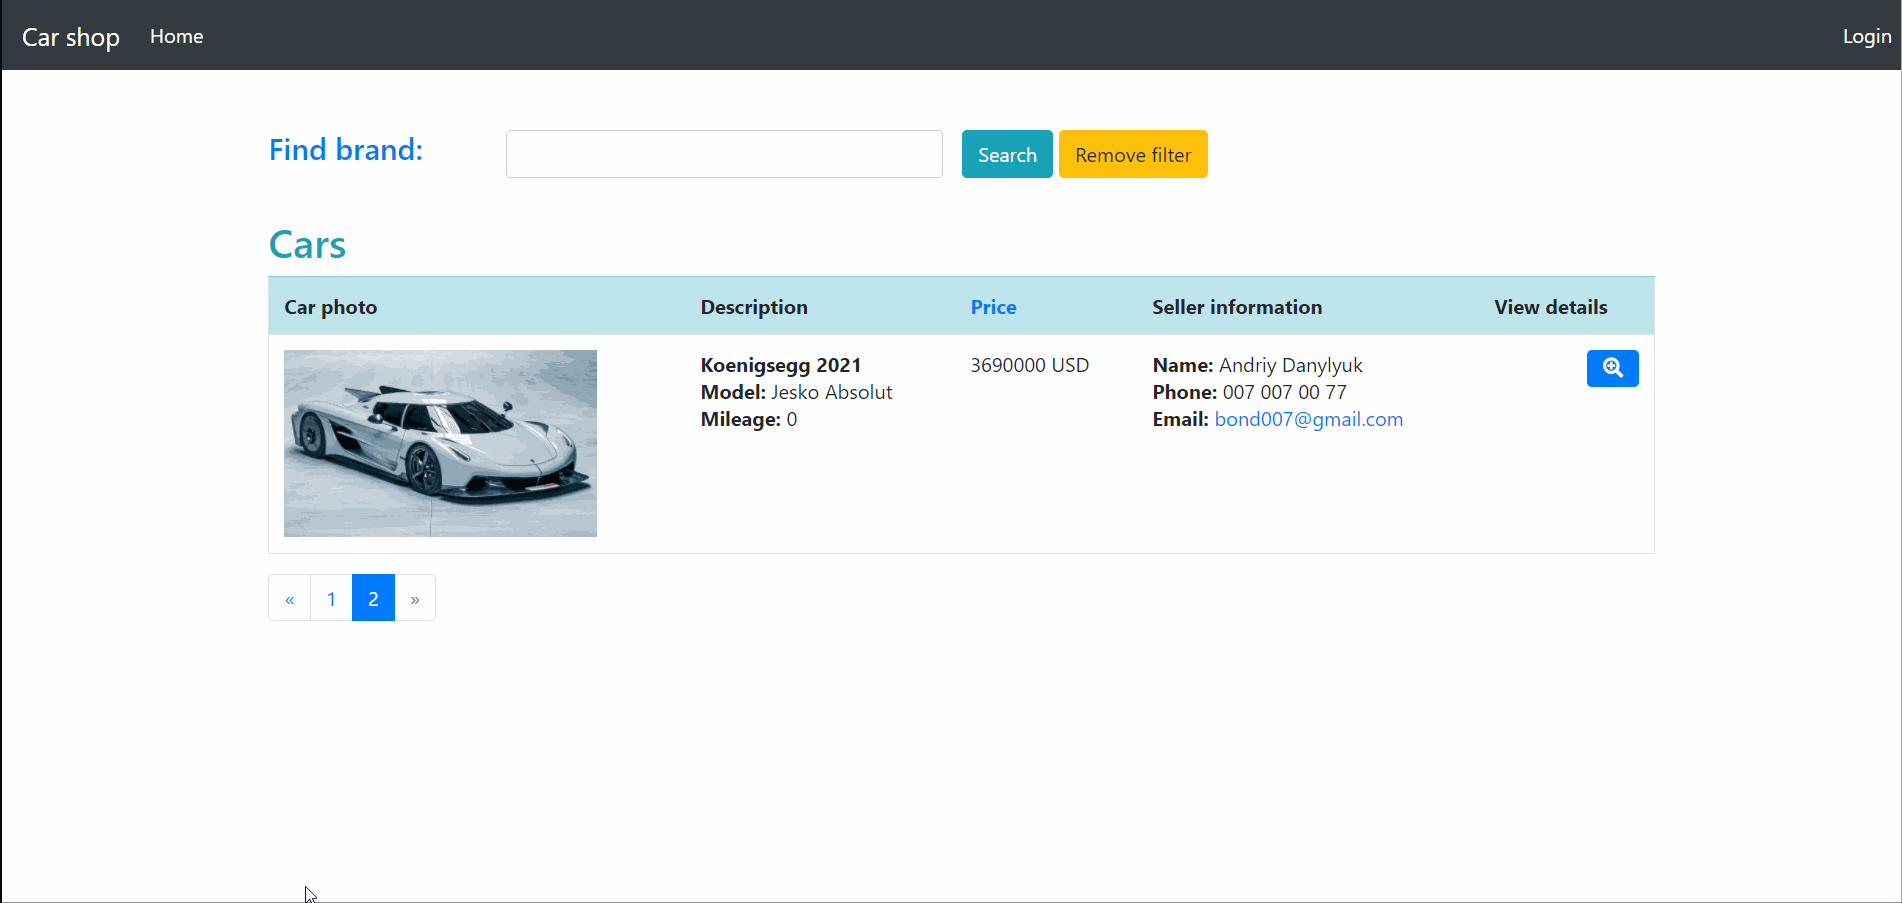 Car shop Home Login
Find brand: Search Remove filter
Cars
Car photo Description Price Seller information View details
Koenigsegg 2021 3690000 USD Name: Andriy Danylyuk
Model: Jesko Absolut Phone: 007 007 00 77
Mileage: 0 Email: bond007@gmail.com
« 1 2 »